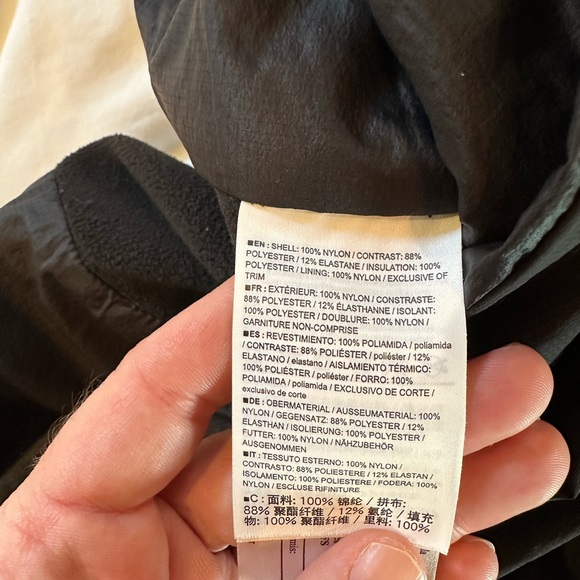 ■EN : SHELL: 100% NYLON / CONTRAST: 88%
POLYESTER / 12% ELASTANE / INSULATION: 100%
POLYESTER / LINING: 100% NYLON / EXCLUSIVE OF
TRIM
■FR : EXTÉRIEUR: 100% NYLON / CONSTRASTE:
88% POLYESTER / 12% ÉLASTHANNE / ISOLANT:
100% POLYESTER / DOUBLURE: 100% NYLON /
GARNITURE NON-COMPRISE
■ES : REVESTIMIENTO: 100% POLIAMIDA / poliamida
/ CONTRASTE: 88% POLIÉSTER / poliéster / 12%
ELASTANO / elastano / AISLAMIENTO TÉRMICO:
100% POLIÉSTER / poliéster / FORRO: 100%
POLIAMIDA / poliamida / EXCLUSIVO DE CORTE /
exclusivo de corte
■DE : OBERMATERIAL / AUSSEMATERIAL: 100%
NYLON / GEGENSATZ: 88% POLYESTER / 12%
ELASTHAN / ISOLIERUNG: 100% POLYESTER /
FUTTER: 100% NYLON / NÄHZUBEHÖR
AUSGENOMMEN
■IT : TESSUTO ESTERNO: 100% NYLON /
CONTRASTO: 88% POLIESTERE / 12% ELASTAN /
ISOLAMENTO: 100% POLIESTERE / FODERA: 100%
NYLON / ESCLUSE RIFINITURE
■C : 面料: 100% 锦纶 / 拼布:
88% 聚酯纤维 / 12% 氨纶 / 填充
物: 100% 聚酯纤维 / 里料: 100%